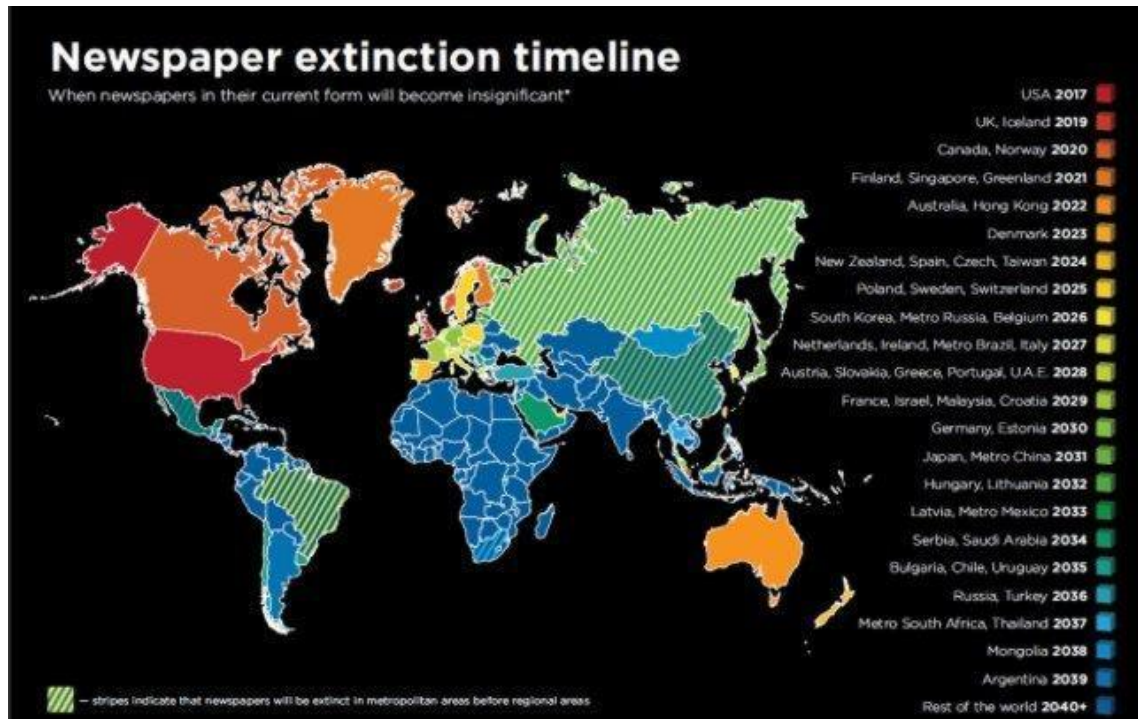 Newspaper extinction timeline
When newspapers in their current form will become insignificant*
USA 2017
UK, Iceland 2019
Canada, Norway 2020
Finland, Singapore, Greenland 2021
Australia, Hong Kong 2022
Denmark 2023
New Zealand, Spain, Czech, Taiwan 2024
Poland, Sweden, Switzerland 2025
South Korea, Metro Russia, Belgium 2026
Netherlands, Ireland, Metro Brazil, Italy 2027
Austria, Slovakia, Greece, Portugal, U.A.E. 2028
France, Israel, Malaysia, Croatia 2029
Germany, Estonia 2030
Japan, Metro China 2031
Hungary, Lithuania 2032
Latvia, Metro Mexico 2033
Serbia, Saudi Arabia 2034
Bulgaria, Chile, Uruguay 2035
Russia, Turkey 2036
Metro South Africa, Thailand 2037
Mongolia 2038
Argentina 2039
Rest of the world 2040+
— stripes indicate that newspapers will be extinct in metropolitan areas before regional areas